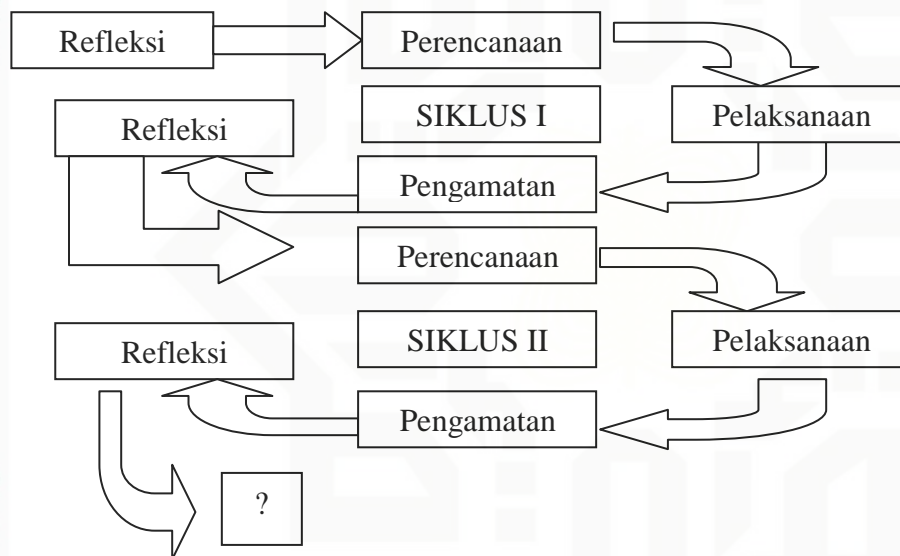 Refleksi
Perencanaan
Refleksi
SIKLUS I
Pelaksanaan
Pengamatan
Perencanaan
Refleksi
SIKLUS II
Pelaksanaan
Pengamatan
?